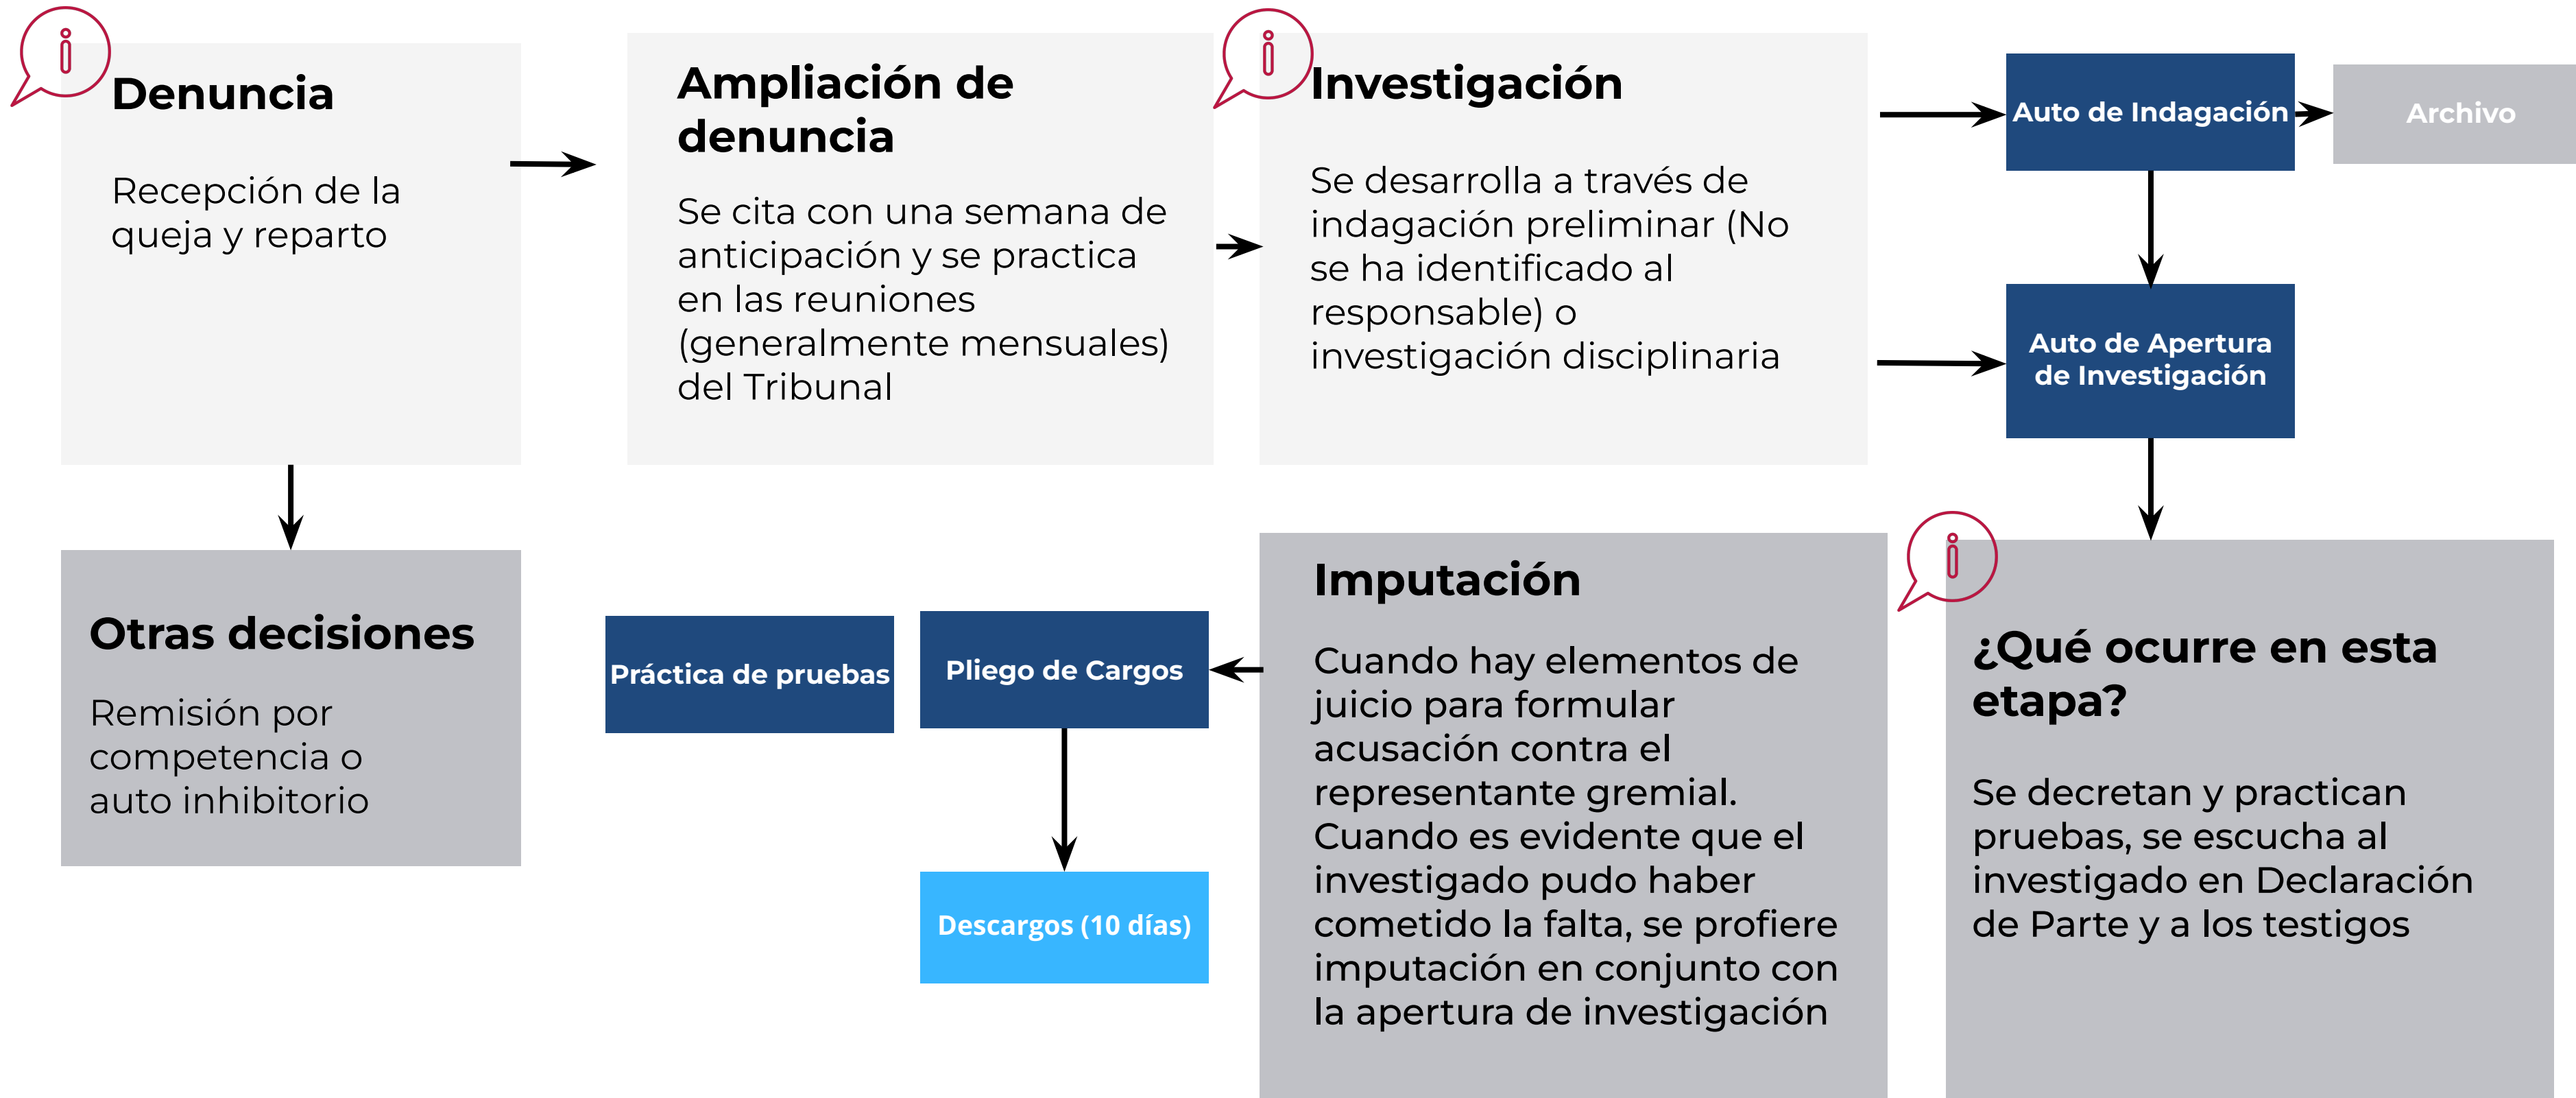 Denuncia
Recepción de la
queja y reparto
Ampliación de
denuncia
Se cita con una semana de
anticipación y se practica
en las reuniones
(generalmente mensuales)
del Tribunal
Investigación
Se desarrolla a través de
indagación preliminar (No
se ha identificado al
responsable) o
investigación disciplinaria
Auto de Indagación
Archivo
Auto de Apertura
de Investigación
Otras decisiones
Remisión por
competencia o
auto inhibitorio
Práctica de pruebas
Pliego de Cargos
Descargos (10 días)
Imputación
Cuando hay elementos de
juicio para formular
acusación contra el
representante gremial.
Cuando es evidente que el
investigado pudo haber
cometido la falta, se profiere
imputación en conjunto con
la apertura de investigación
¿Qué ocurre en esta
etapa?
Se decretan y practican
pruebas, se escucha al
investigado en Declaración
de Parte y a los testigos